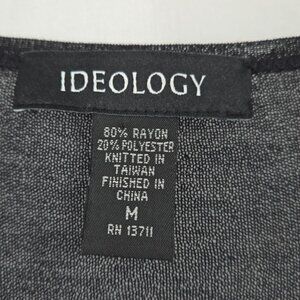 IDEOLOGY
80% RAYON
20% POLYESTER
KNITTED IN
TAIWAN
FINISHED IN
CHINA
M
RN 13711